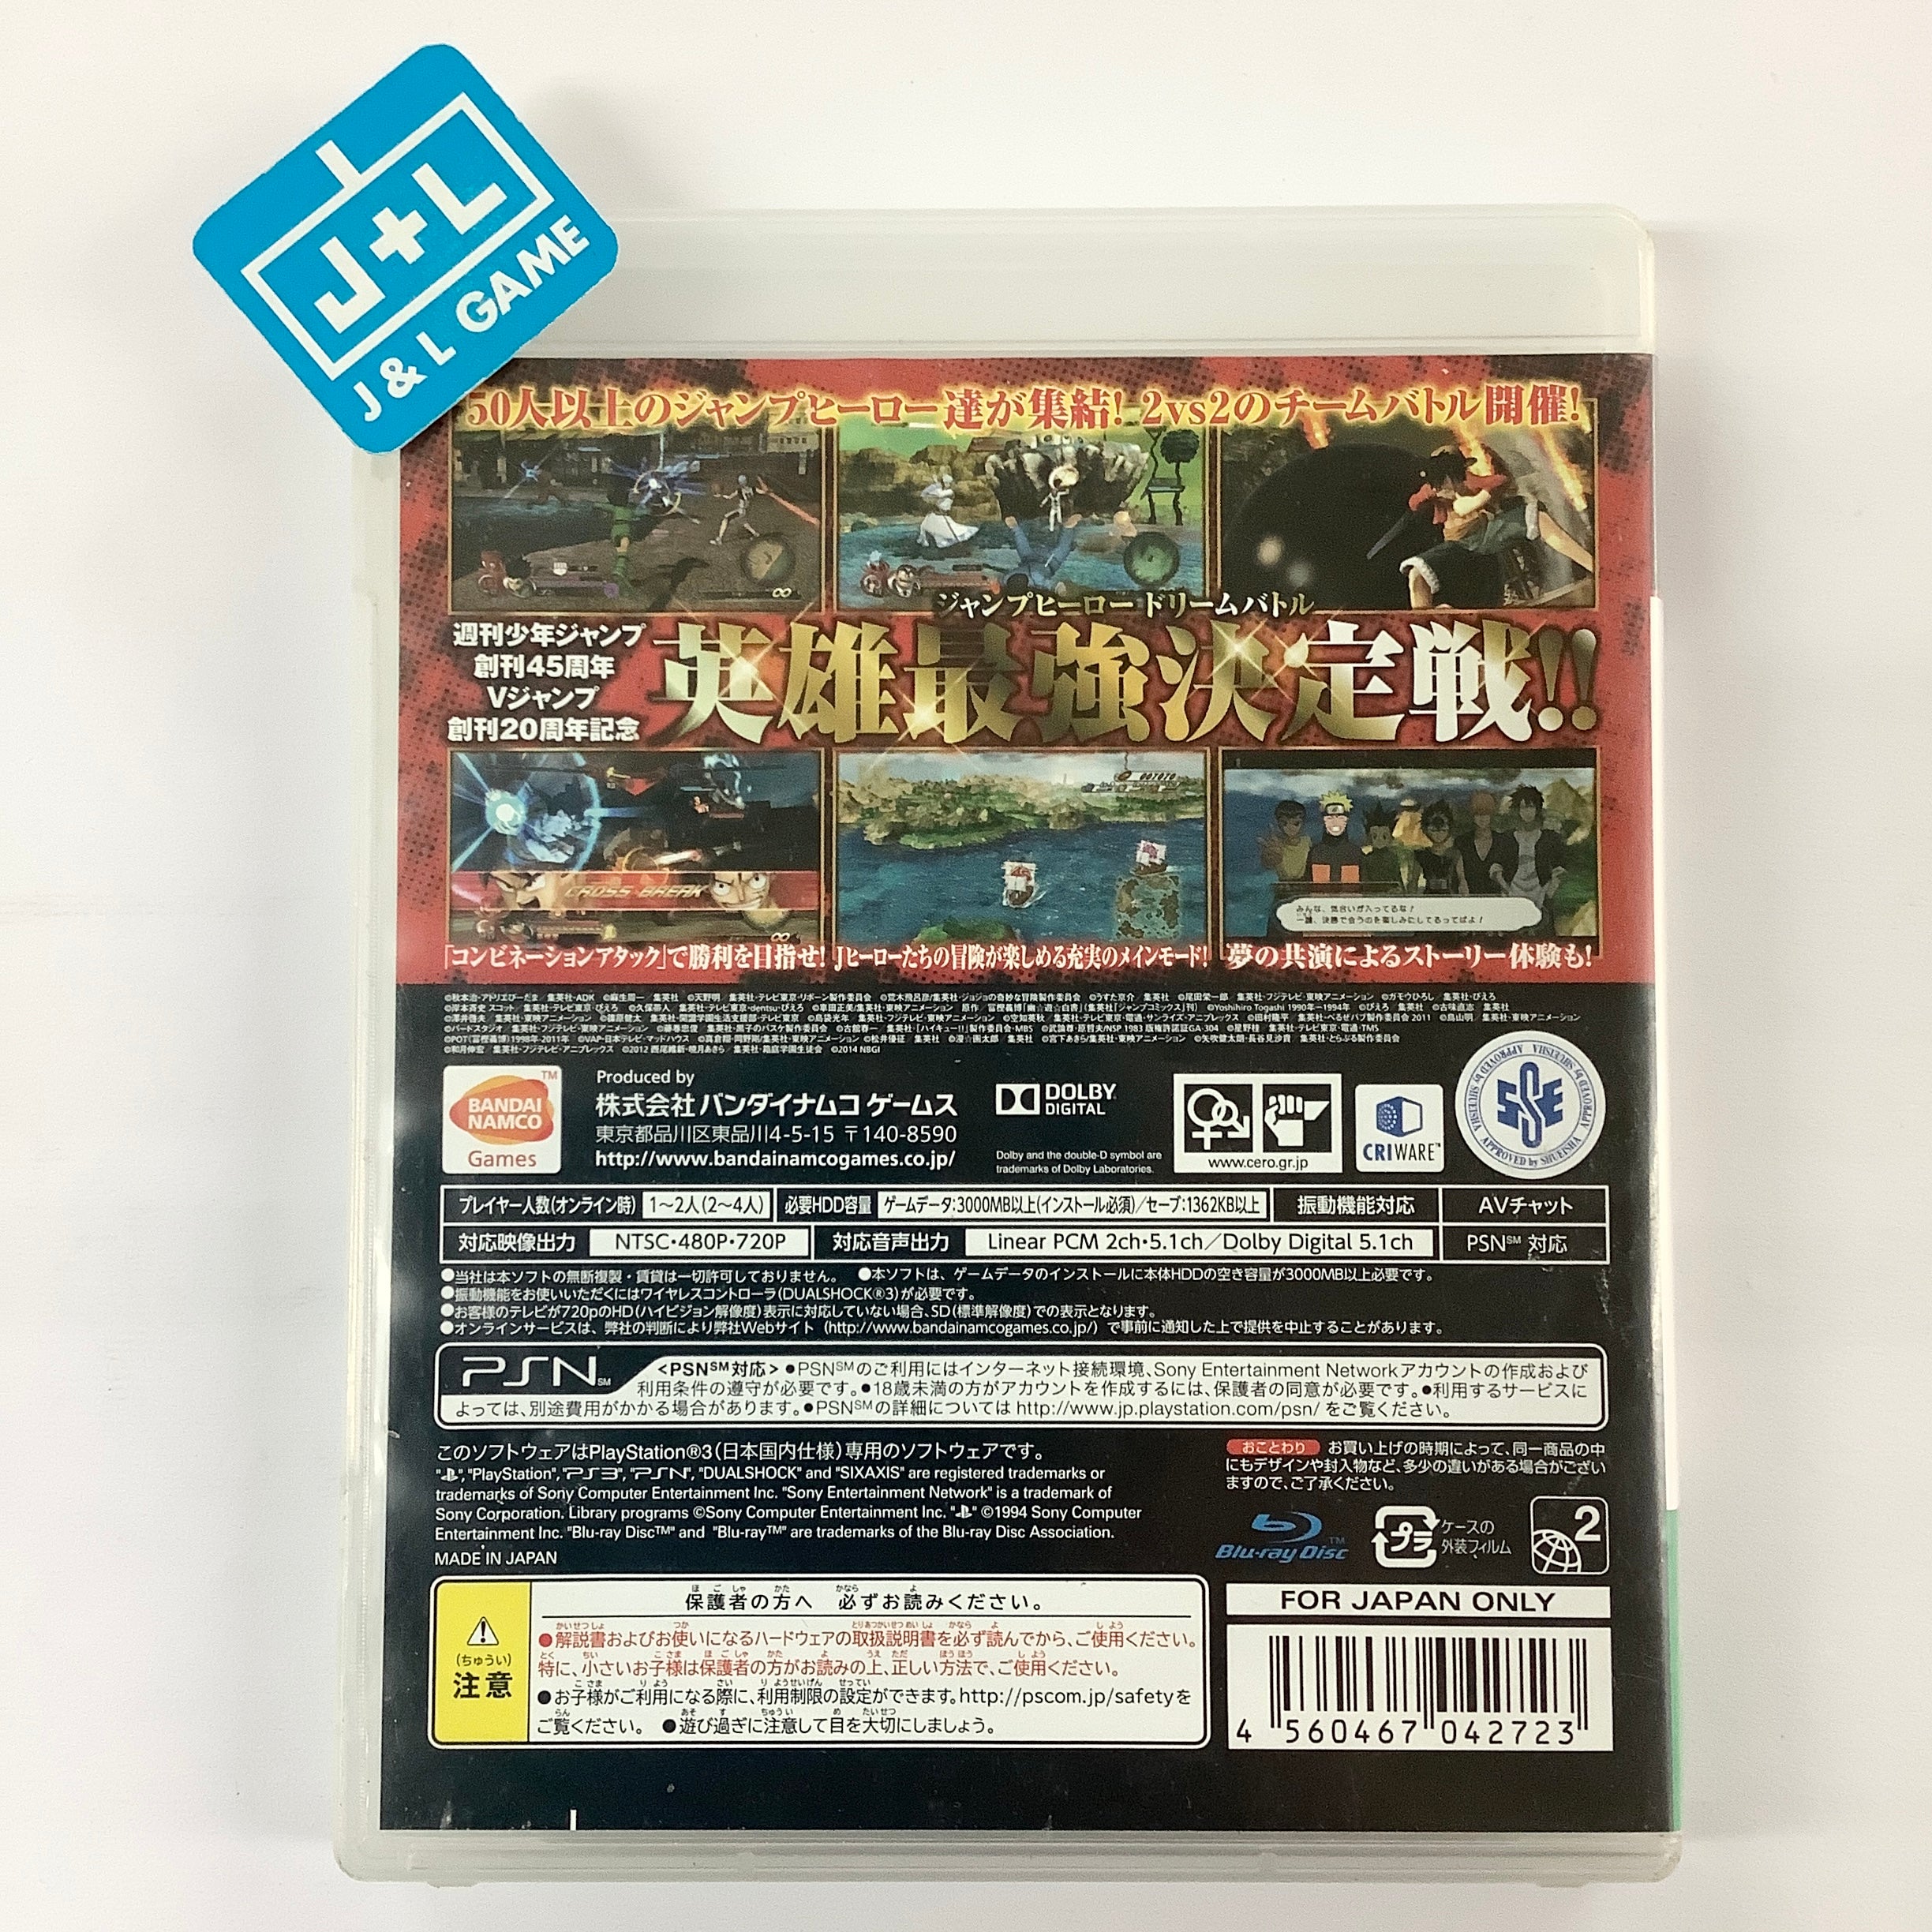 J+L
J & L GAME
50人以上のジャンプヒーロー達が集結! 2vs2のチームバトル開催!
ジャンプヒーロードリームバトル
週刊少年ジャンプ
創刊45周年
Vジャンプ
創刊20周年記念
英雄最強決定戦!!
CROSS BREAK
みんな、気合いが入ってるな!
一護、決勝で会うのを楽しみにしてるってばよ!
「コンビネーションアタック」で勝利を目指せ!
Jヒーローたちの冒険が楽しめる充実のメインモード!
夢の共演によるストーリー体験も!
BANDAI
NAMCO
Games
TM
Produced by
株式会社 バンダイナムコ ゲームス
東京都品川区東品川4-5-15 〒140-8590
http://www.bandainamcogames.co.jp/
DOLBY
DIGITAL
Dolby and the double-D symbol are
trademarks of Dolby Laboratories.
www.cero.gr.jp
CRIWARE™
APPROVED by SHUEISHA
プレイヤー人数(オンライン時) 1～2人(2～4人) 必要HDD容量 ゲームデータ:3000MB以上(インストール必須)/セーブ:1362KB以上 振動機能対応 AVチャット
対応映像出力 NTSC・480P・720P 対応音声出力 Linear PCM 2ch・5.1ch/Dolby Digital 5.1ch PSN℠ 対応
●当社は本ソフトの無断複製・賃貸は一切許可しておりません。 ●本ソフトは、ゲームデータのインストールに本体HDDの空き容量が3000MB以上必要です。
●振動機能をお使いいただくにはワイヤレスコントローラ(DUALSHOCK®3)が必要です。
●お客様のテレビが720pのHD(ハイビジョン解像度)表示に対応していない場合、SD(標準解像度)での表示となります。
●オンラインサービスは、弊社の判断により弊社Webサイト (http://www.bandainamcogames.co.jp/) で事前に通知した上で提供を中止することがあります。
PSN℠
<PSN℠対応> ●PSN℠のご利用にはインターネット接続環境、Sony Entertainment Networkアカウントの作成および
利用条件の遵守が必要です。●18歳未満の方がアカウントを作成するには、保護者の同意が必要です。●利用するサービスに
よっては、別途費用がかかる場合があります。●PSN℠の詳細については http://www.jp.playstation.com/psn/ をご覧ください。
このソフトウェアはPlayStation®3(日本国内仕様)専用のソフトウェアです。
"PlayStation", "PS3", "PSN", "DUALSHOCK" and "SIXAXIS" are registered trademarks or
trademarks of Sony Computer Entertainment Inc. "Sony Entertainment Network" is a trademark of
Sony Corporation. Library programs ©Sony Computer Entertainment Inc. ©1994 Sony Computer
Entertainment Inc. "Blu-ray Disc™" and "Blu-ray™" are trademarks of the Blu-ray Disc Association.
MADE IN JAPAN
おことわり お買い上げの時期によって、同一商品の中
にもデザインや封入物など、多少の違いがある場合がござい
ますので、ご了承ください。
Blu-ray Disc™
プラ
ケースの
外装フィルム
2
(ちゅうい)
注意
保護者の方へ 必ずお読みください。
●解説書およびお使いになるハードウェアの取扱説明書を必ず読んでから、ご使用ください。
特に、小さいお子様は保護者の方がお読みの上、正しい方法で、ご使用ください。
●お子様がご利用になる際に、利用制限の設定ができます。http://pscom.jp/safetyを
ご覧ください。 ●遊び過ぎに注意して目を大切にしましょう。
FOR JAPAN ONLY
4 560467 042723